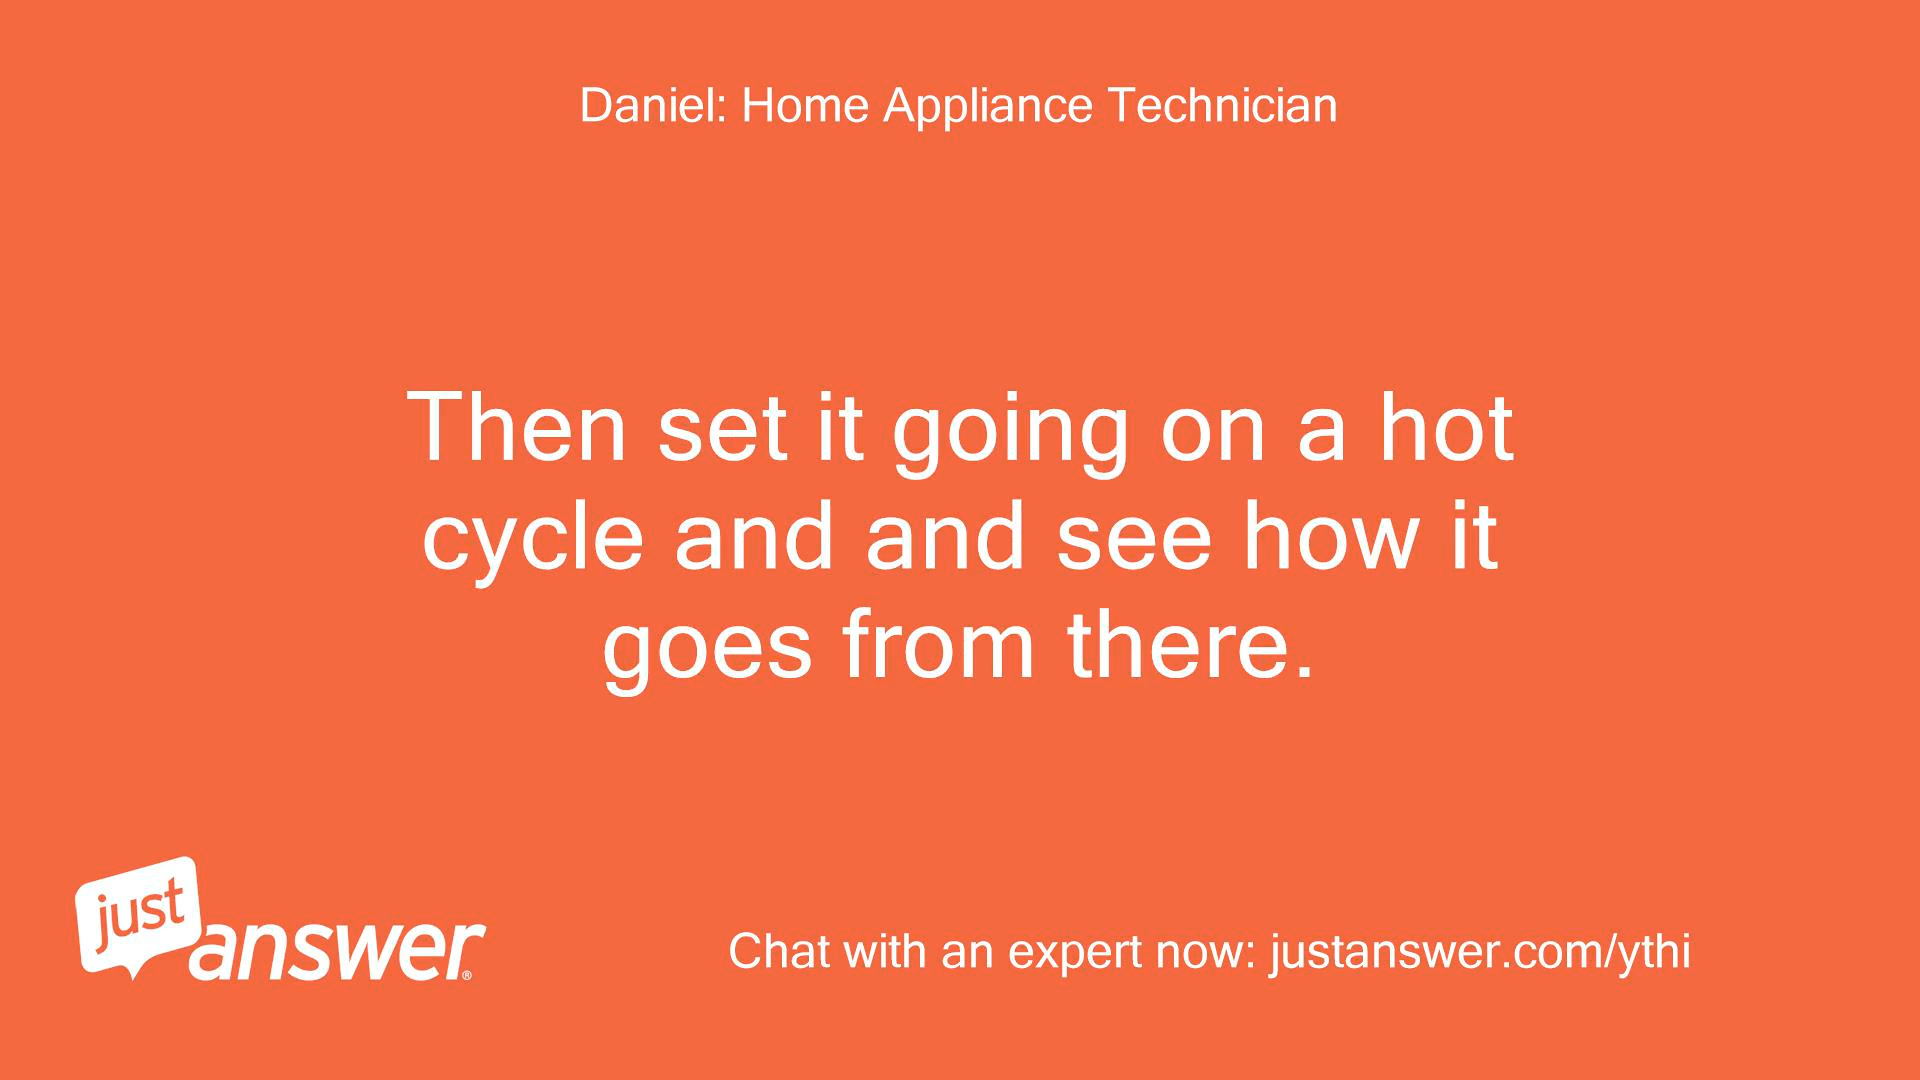 Daniel: Home Appliance Technician
Then set it going on a hot
cycle and and see how it
goes from there.
just
answer®
Chat with an expert now: justanswer.com/ythi